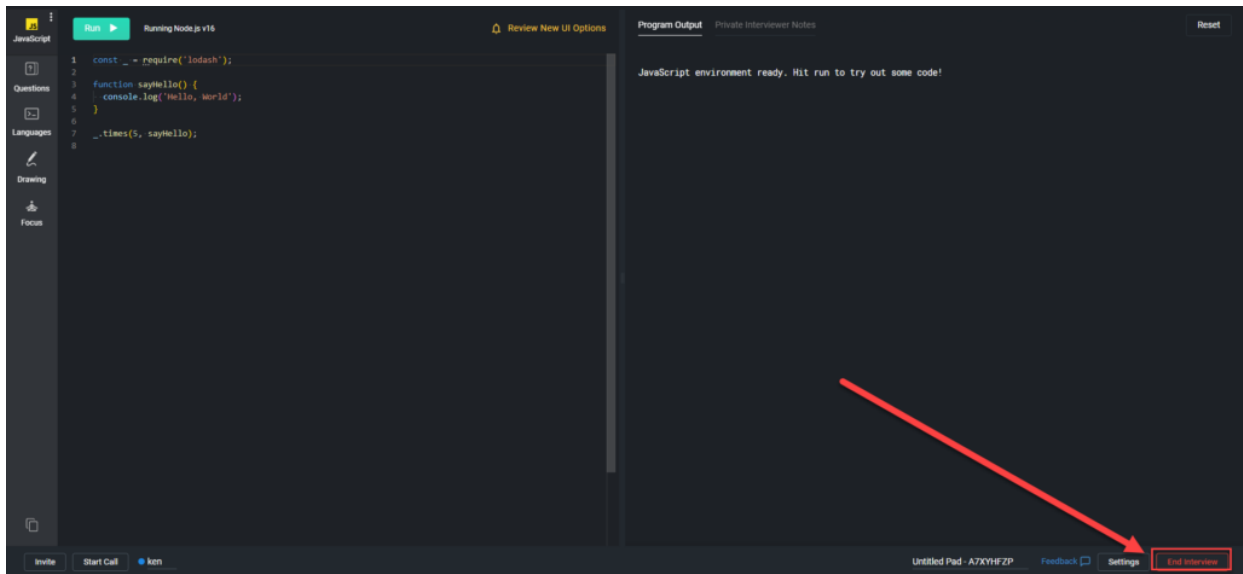 JS
JavaScript
Run
Running Node.js v16
Review New UI Options
Program Output
Private Interviewer Notes
Reset
Questions
Languages
Drawing
Focus
1 const _ = require('lodash');
2
3 function sayHello() {
4 console.log('Hello, World');
5 }
6
7 _.times(5, sayHello);
8
JavaScript environment ready. Hit run to try out some code!
Invite
Start Call
ken
Untitled Pad - A7XYHFZP
Feedback
Settings
End Interview